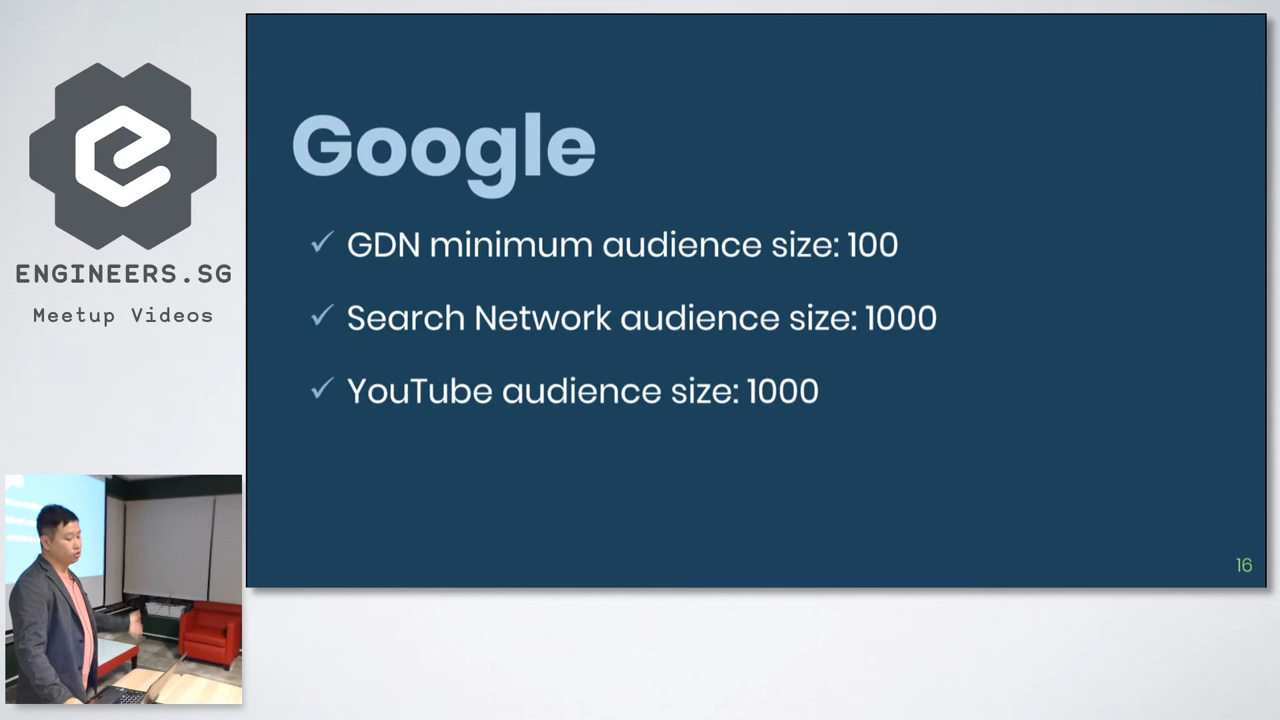 ENGINEERS.SG
Meetup Videos
Google
✓ GDN minimum audience size: 100
✓ Search Network audience size: 1000
✓ YouTube audience size: 1000
16